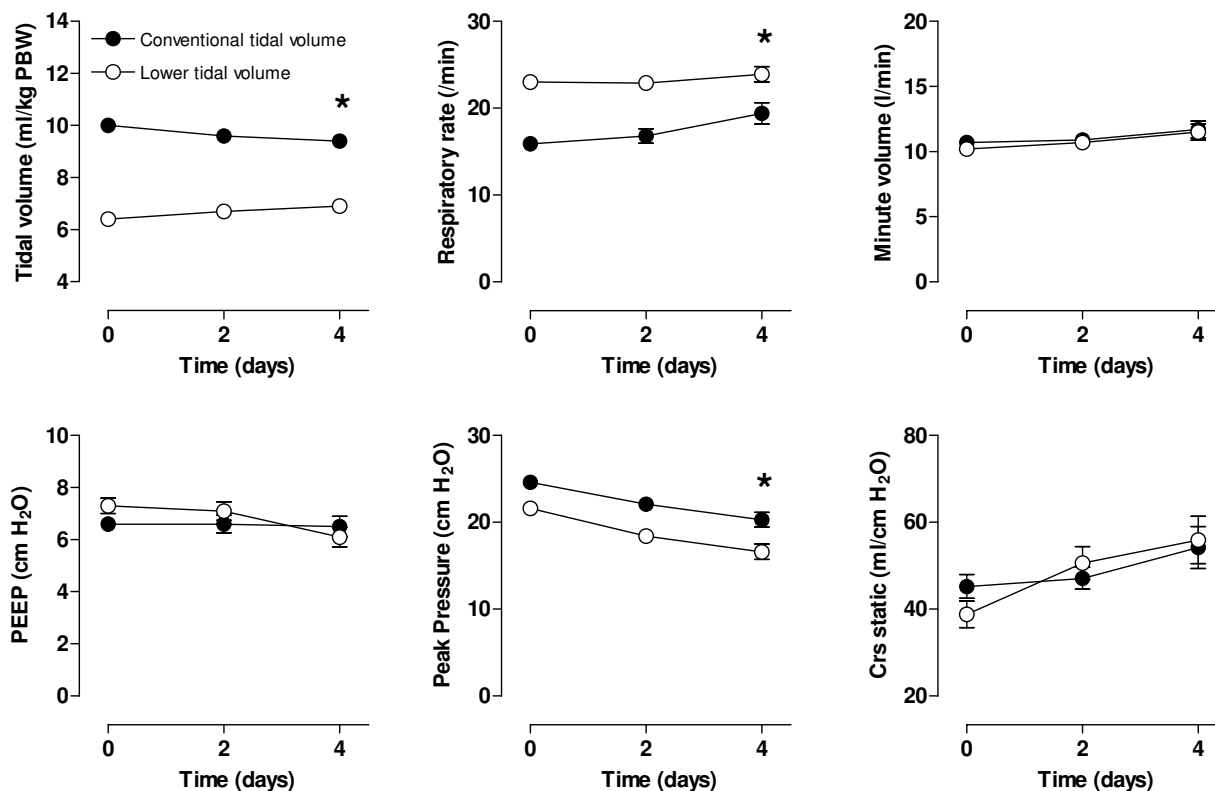 Tidal volume (ml/kg PBW)
14
12
10
8
6
4
Conventional tidal volume
Lower tidal volume
*
0 2 4
Time (days)
Respiratory rate (/min)
30
20
10
0
*
0 2 4
Time (days)
Minute volume (l/min)
20
15
10
5
0
0 2 4
Time (days)
PEEP (cm H₂O)
10
8
6
4
2
0
0 2 4
Time (days)
Peak Pressure (cm H₂O)
30
20
10
0
*
0 2 4
Time (days)
Crs static (ml/cm H₂O)
80
60
40
20
0 2 4
Time (days)